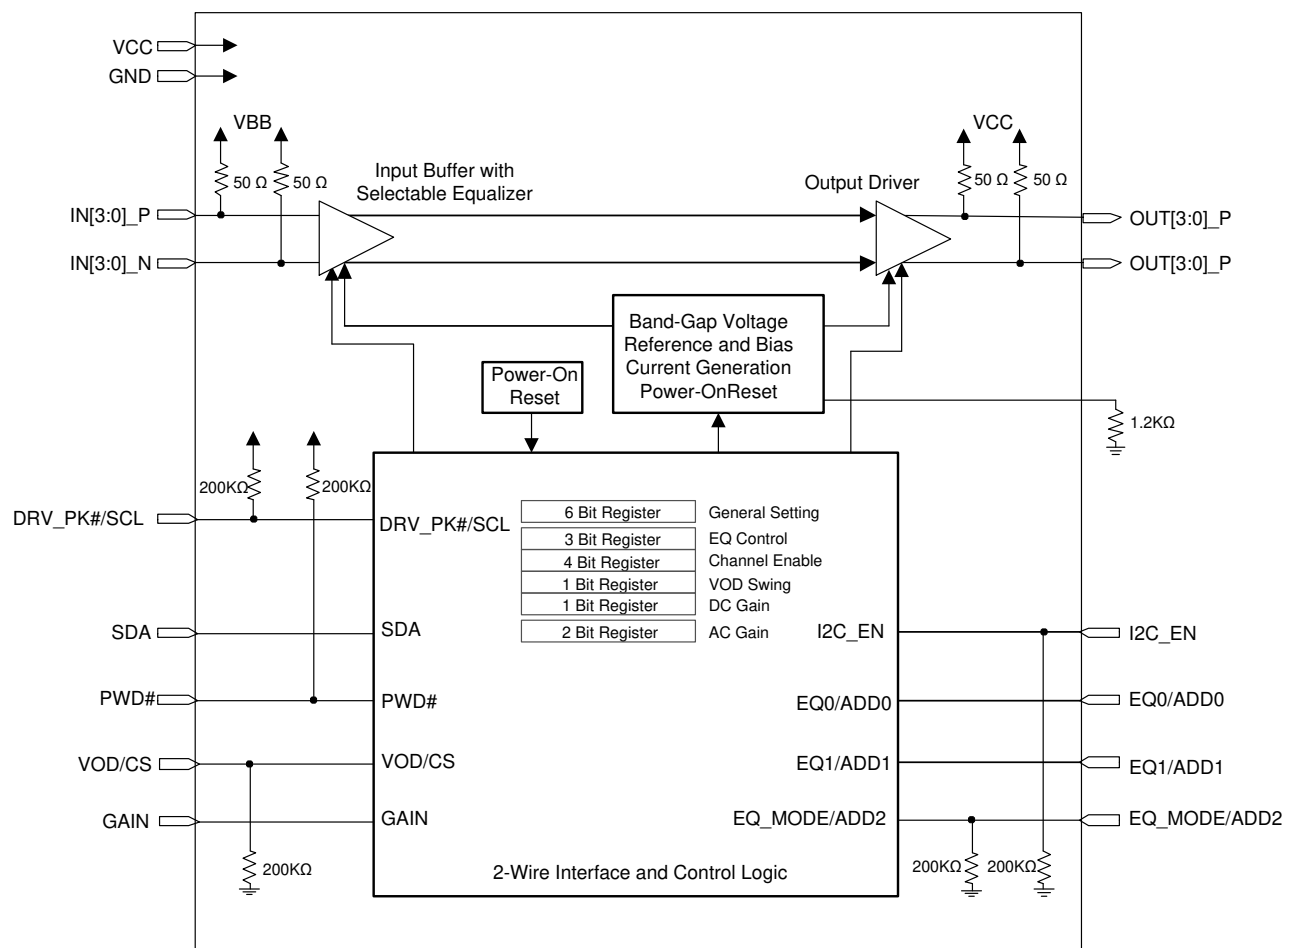 VCC
GND
VBB
VCC
50 Ω
50 Ω
Input Buffer with
Selectable Equalizer
Output Driver
50 Ω
50 Ω
IN[3:0]_P
OUT[3:0]_P
IN[3:0]_N
OUT[3:0]_P
Band-Gap Voltage
Reference and Bias
Current Generation
Power-OnReset
Power-On
Reset
1.2KΩ
200KΩ
200KΩ
DRV_PK#/SCL
DRV_PK#/SCL
6 Bit Register
General Setting
3 Bit Register
EQ Control
4 Bit Register
Channel Enable
1 Bit Register
VOD Swing
1 Bit Register
DC Gain
2 Bit Register
AC Gain
SDA
SDA
I2C_EN
I2C_EN
PWD#
PWD#
EQ0/ADD0
EQ0/ADD0
VOD/CS
VOD/CS
EQ1/ADD1
EQ1/ADD1
GAIN
GAIN
EQ_MODE/ADD2
EQ_MODE/ADD2
200KΩ
2-Wire Interface and Control Logic
200KΩ
200KΩ